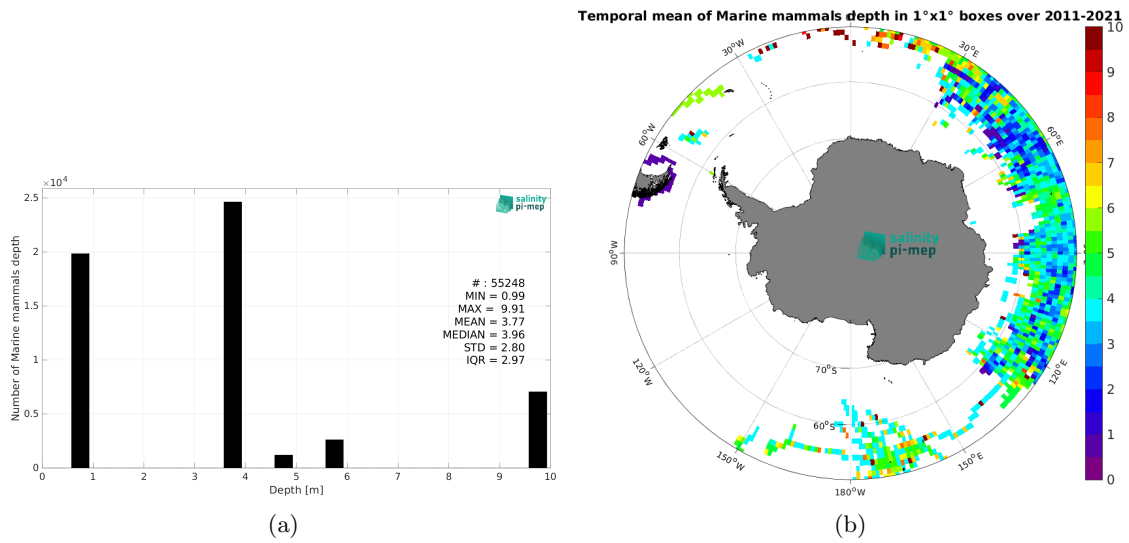 ×10⁴
2.5
2
1.5
1
0.5
0
0 1 2 3 4 5 6 7 8 9 10
Number of Marine mammals depth
Depth [m]
salinity
pi-mep
# : 55248
MIN = 0.99
MAX = 9.91
MEAN = 3.77
MEDIAN = 3.96
STD = 2.80
IQR = 2.97
(a)
Temporal mean of Marine mammals depth in 1°x1° boxes over 2011-2021
30°W
30°E
60°W
60°E
90°W
120°W
120°E
150°W
150°E
180°W
70°S
60°S
salinity
pi-mep
10
9
8
7
6
5
4
3
2
1
0
(b)